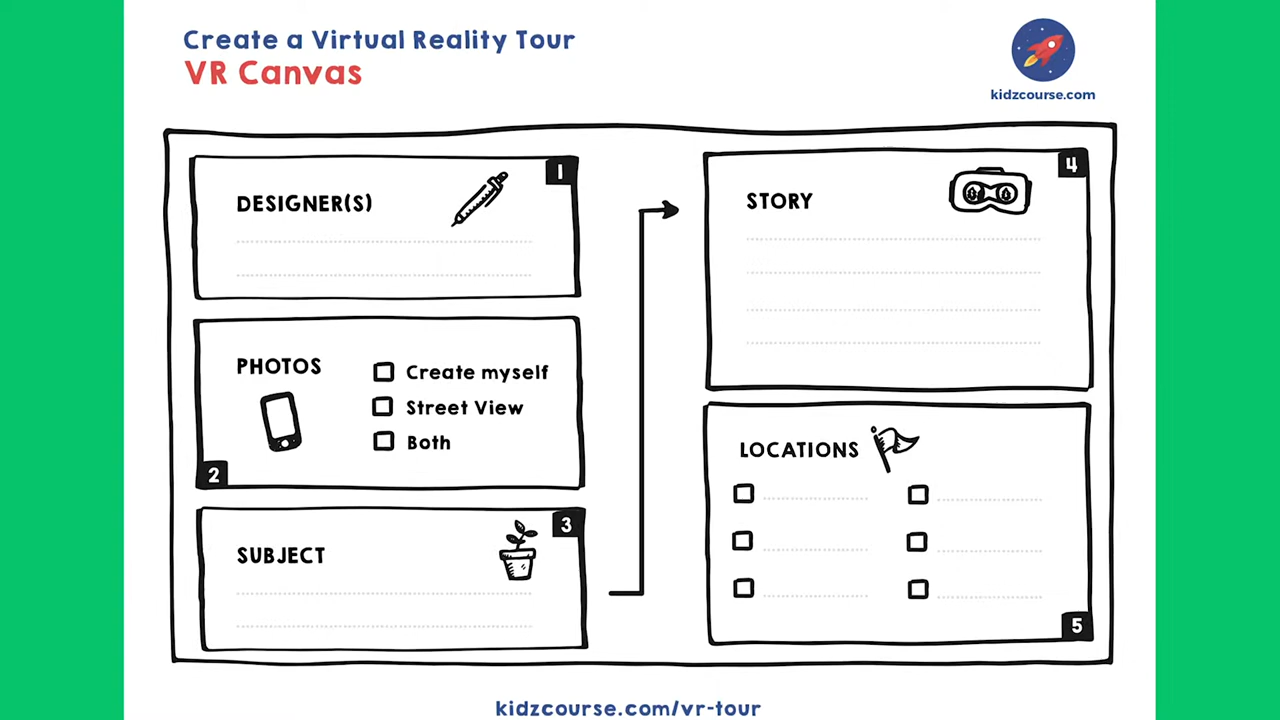 Create a Virtual Reality Tour
VR Canvas
kidzcourse.com
1
DESIGNER(S)
PHOTOS
Create myself
Street View
Both
2
3
SUBJECT
4
STORY
LOCATIONS
5
kidzcourse.com/vr-tour